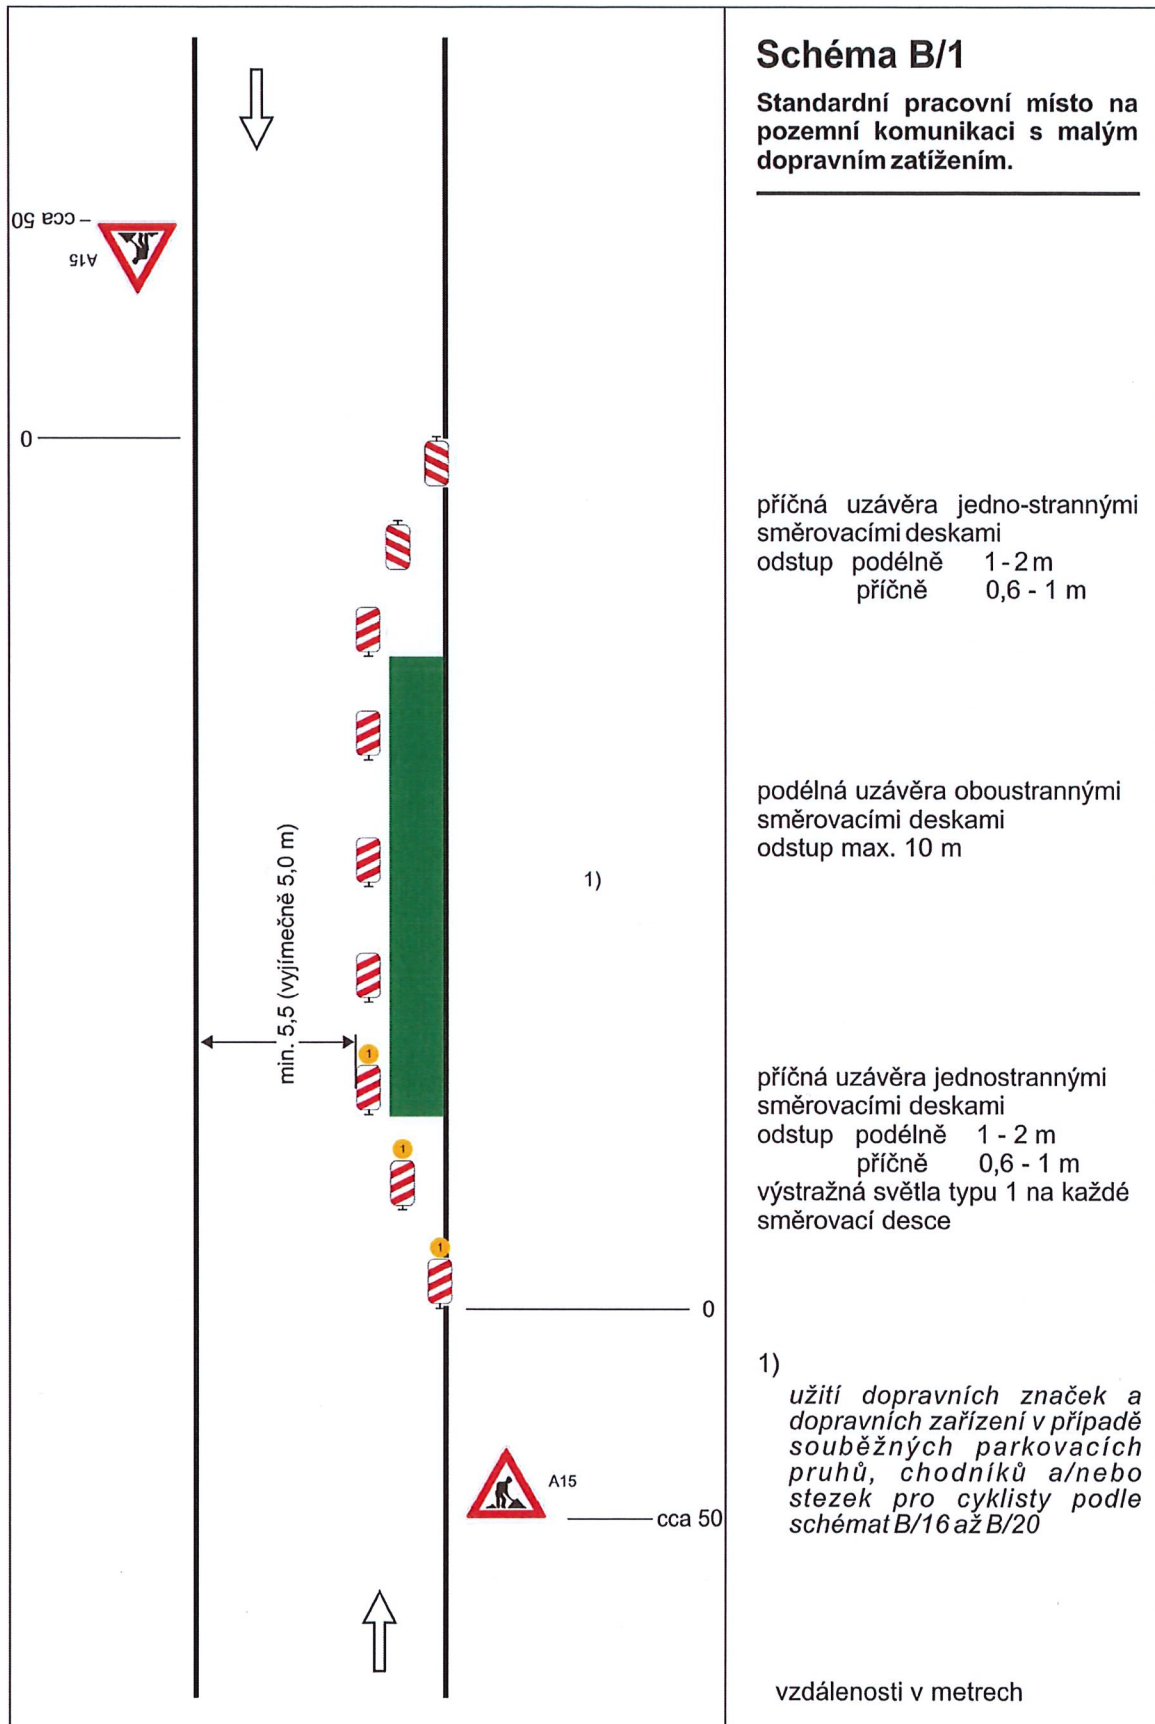 Schéma B/1
Standardní pracovní místo na
pozemní komunikaci s malým
dopravním zatížením.
cca 50
A15
0
příčná uzávěra jedno-strannými
směrovacími deskami
odstup podélně 1 - 2 m
příčně 0,6 - 1 m
podélná uzávěra oboustrannými
směrovacími deskami
odstup max. 10 m
1)
min. 5,5 (vyjímečně 5,0 m)
1
1
1
příčná uzávěra jednostrannými
směrovacími deskami
odstup podélně 1 - 2 m
příčně 0,6 - 1 m
výstražná světla typu 1 na každé
směrovací desce
0
1)
užití dopravních značek a
dopravních zařízení v případě
souběžných parkovacích
pruhů, chodníků a/nebo
stezek pro cyklisty podle
schémat B/16 až B/20
A15
cca 50
vzdálenosti v metrech